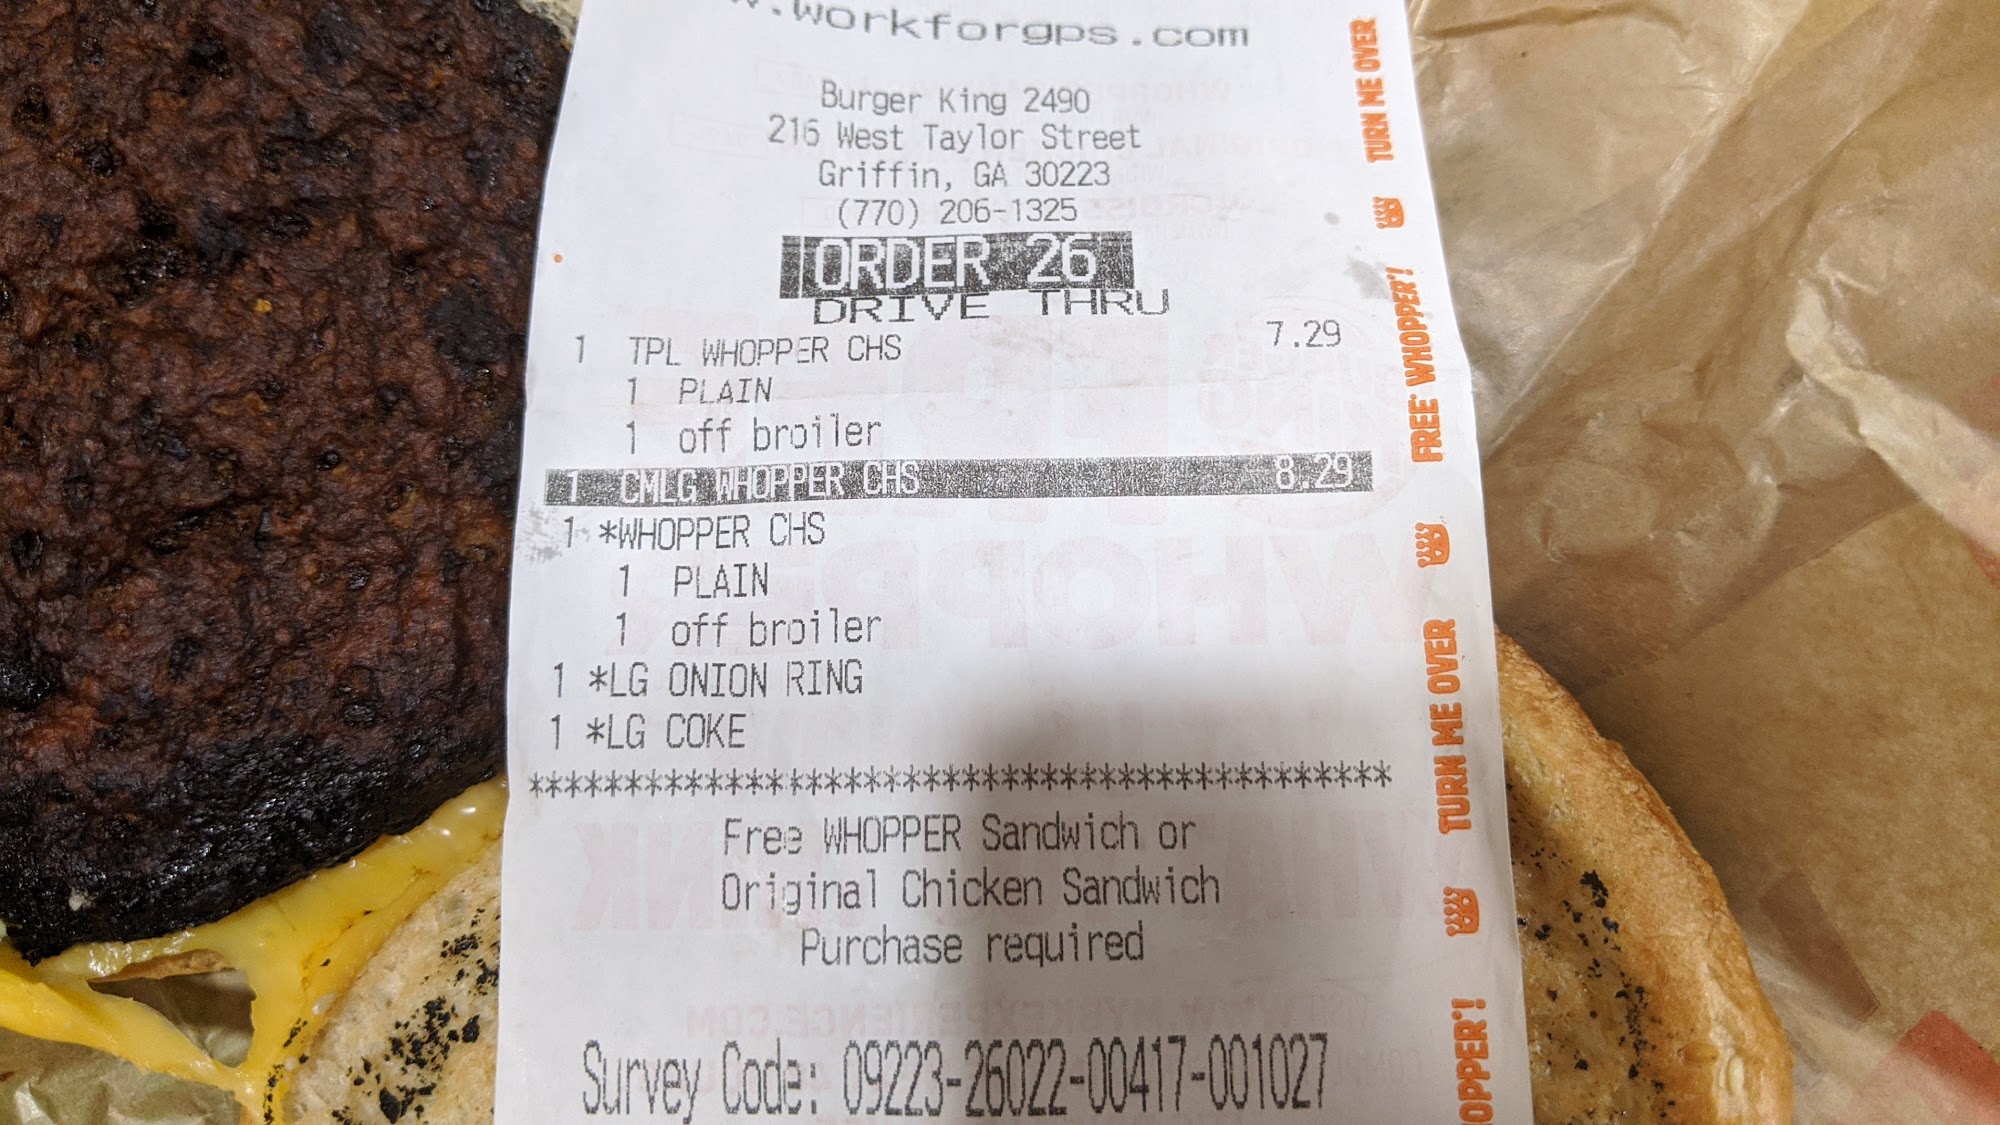 .workforgps.com
Burger King 2490
216 West Taylor Street
Griffin, GA 30223
(770) 206-1325
ORDER 26
DRIVE THRU
1 TPL WHOPPER CHS 7.29
1 PLAIN
1 off broiler
1 CMLG WHOPPER CHS 8.29
1 *WHOPPER CHS
1 PLAIN
1 off broiler
1 *LG ONION RING
1 *LG COKE
********************************************
Free WHOPPER Sandwich or
Original Chicken Sandwich
Purchase required
Survey Code: 09223-26022-00417-001027
TURN ME OVER
FREE* WHOPPER*!
TURN ME OVER
HOPPER*!